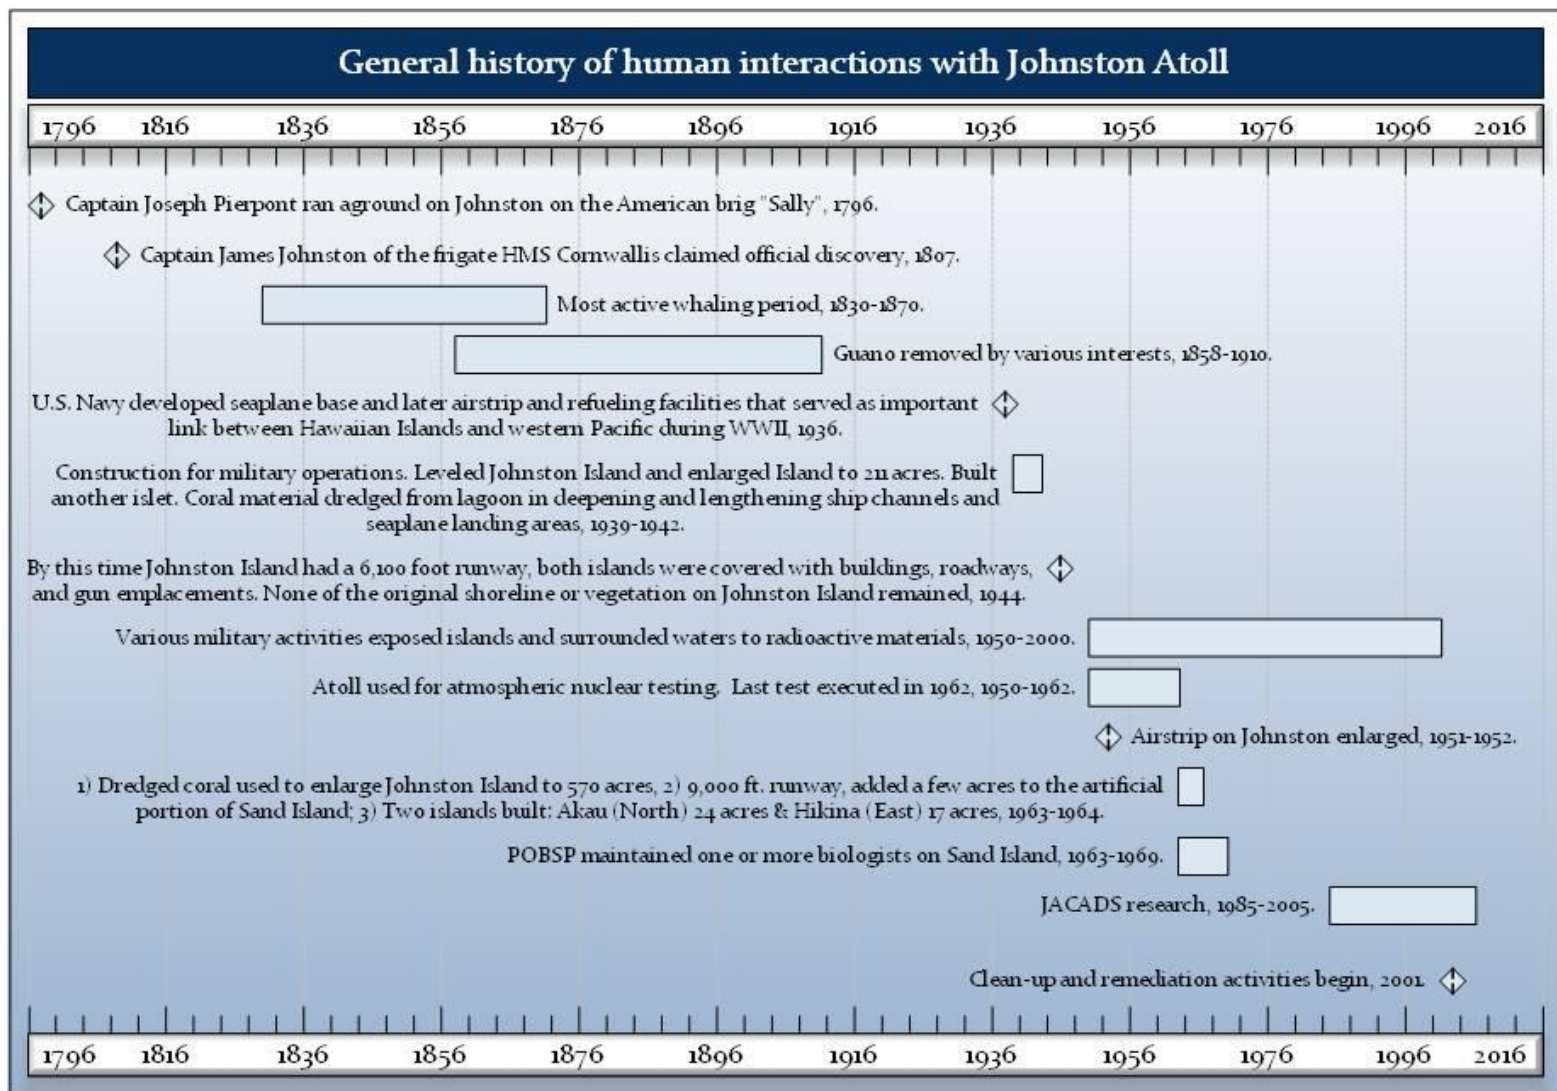 General history of human interactions with Johnston Atoll
1796 1816 1836 1856 1876 1896 1916 1936 1956 1976 1996 2016
Captain Joseph Pierpont ran aground on Johnston on the American brig "Sally", 1796.
Captain James Johnston of the frigate HMS Cornwallis claimed official discovery, 1807.
Most active whaling period, 1830-1870.
Guano removed by various interests, 1858-1910.
U.S. Navy developed seaplane base and later airstrip and refueling facilities that served as important
link between Hawaiian Islands and western Pacific during WWII, 1936.
Construction for military operations. Leveled Johnston Island and enlarged Island to 211 acres. Built
another islet. Coral material dredged from lagoon in deepening and lengthening ship channels and
seaplane landing areas, 1939-1942.
By this time Johnston Island had a 6,100 foot runway, both islands were covered with buildings, roadways,
and gun emplacements. None of the original shoreline or vegetation on Johnston Island remained, 1944.
Various military activities exposed islands and surrounded waters to radioactive materials, 1950-2000.
Atoll used for atmospheric nuclear testing. Last test executed in 1962, 1950-1962.
Airstrip on Johnston enlarged, 1951-1952.
1) Dredged coral used to enlarge Johnston Island to 570 acres, 2) 9,000 ft. runway, added a few acres to the artificial
portion of Sand Island; 3) Two islands built: Akau (North) 24 acres & Hikina (East) 17 acres, 1963-1964.
POBSP maintained one or more biologists on Sand Island, 1963-1969.
JACADS research, 1985-2005.
Clean-up and remediation activities begin, 2001.
1796 1816 1836 1856 1876 1896 1916 1936 1956 1976 1996 2016